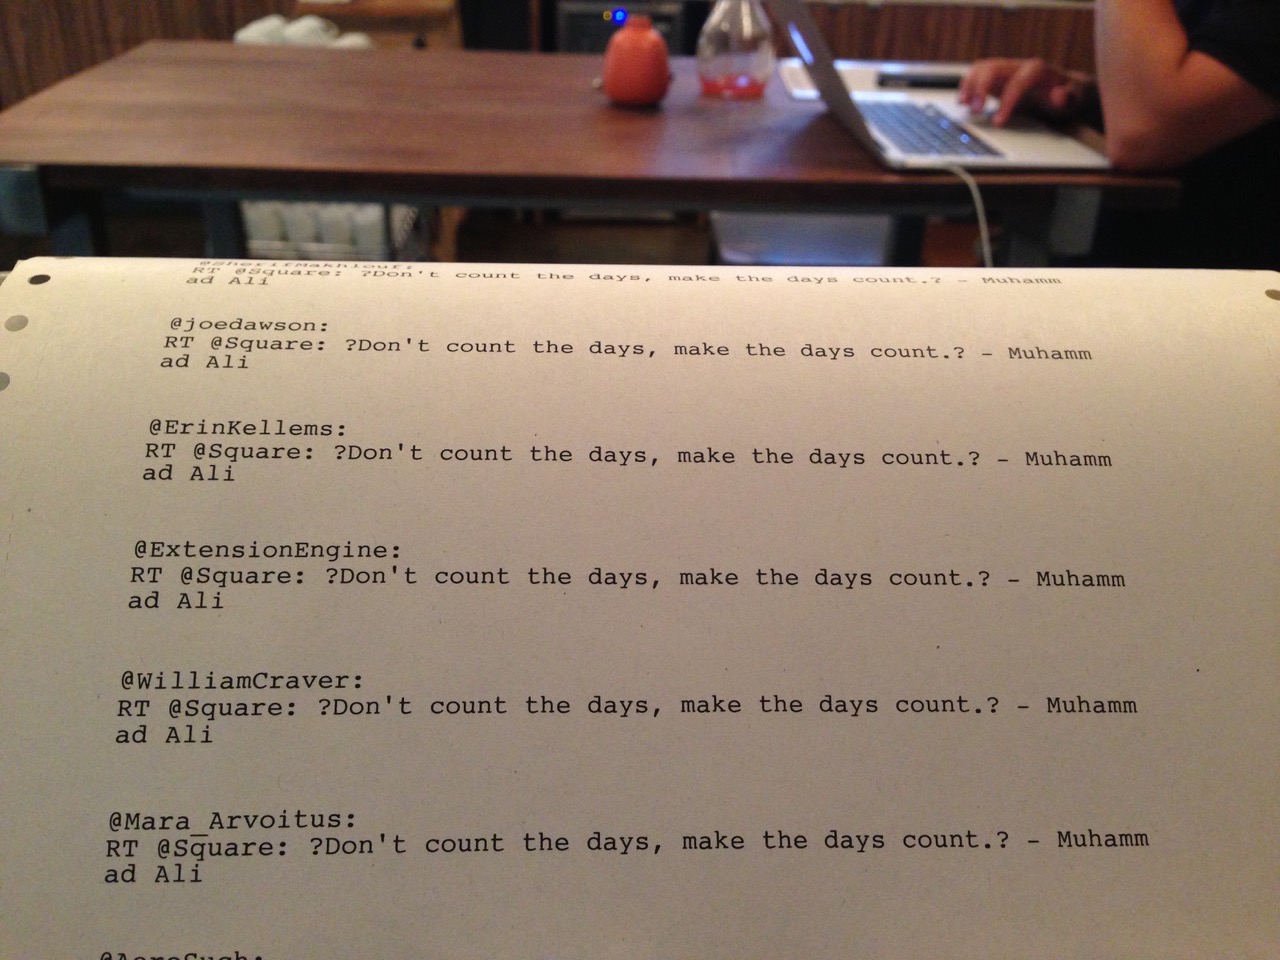 @SherifMakhlouf:
RT @Square: ?Don't count the days, make the days count.? - Muhamm
ad Ali
@joedawson:
RT @Square: ?Don't count the days, make the days count.? - Muhamm
ad Ali
@ErinKellems:
RT @Square: ?Don't count the days, make the days count.? - Muhamm
ad Ali
@ExtensionEngine:
RT @Square: ?Don't count the days, make the days count.? - Muhamm
ad Ali
@WilliamCraver:
RT @Square: ?Don't count the days, make the days count.? - Muhamm
ad Ali
@Mara_Arvoitus:
RT @Square: ?Don't count the days, make the days count.? - Muhamm
ad Ali